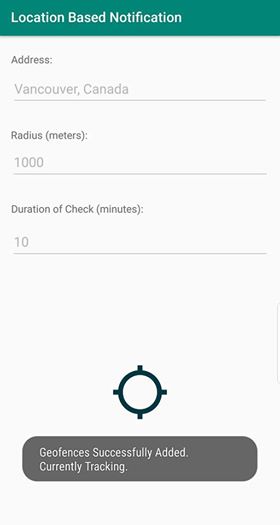 Location Based Notification
Address:
Vancouver, Canada
Radius (meters):
1000
Duration of Check (minutes):
10
Geofences Successfully Added.
Currently Tracking.